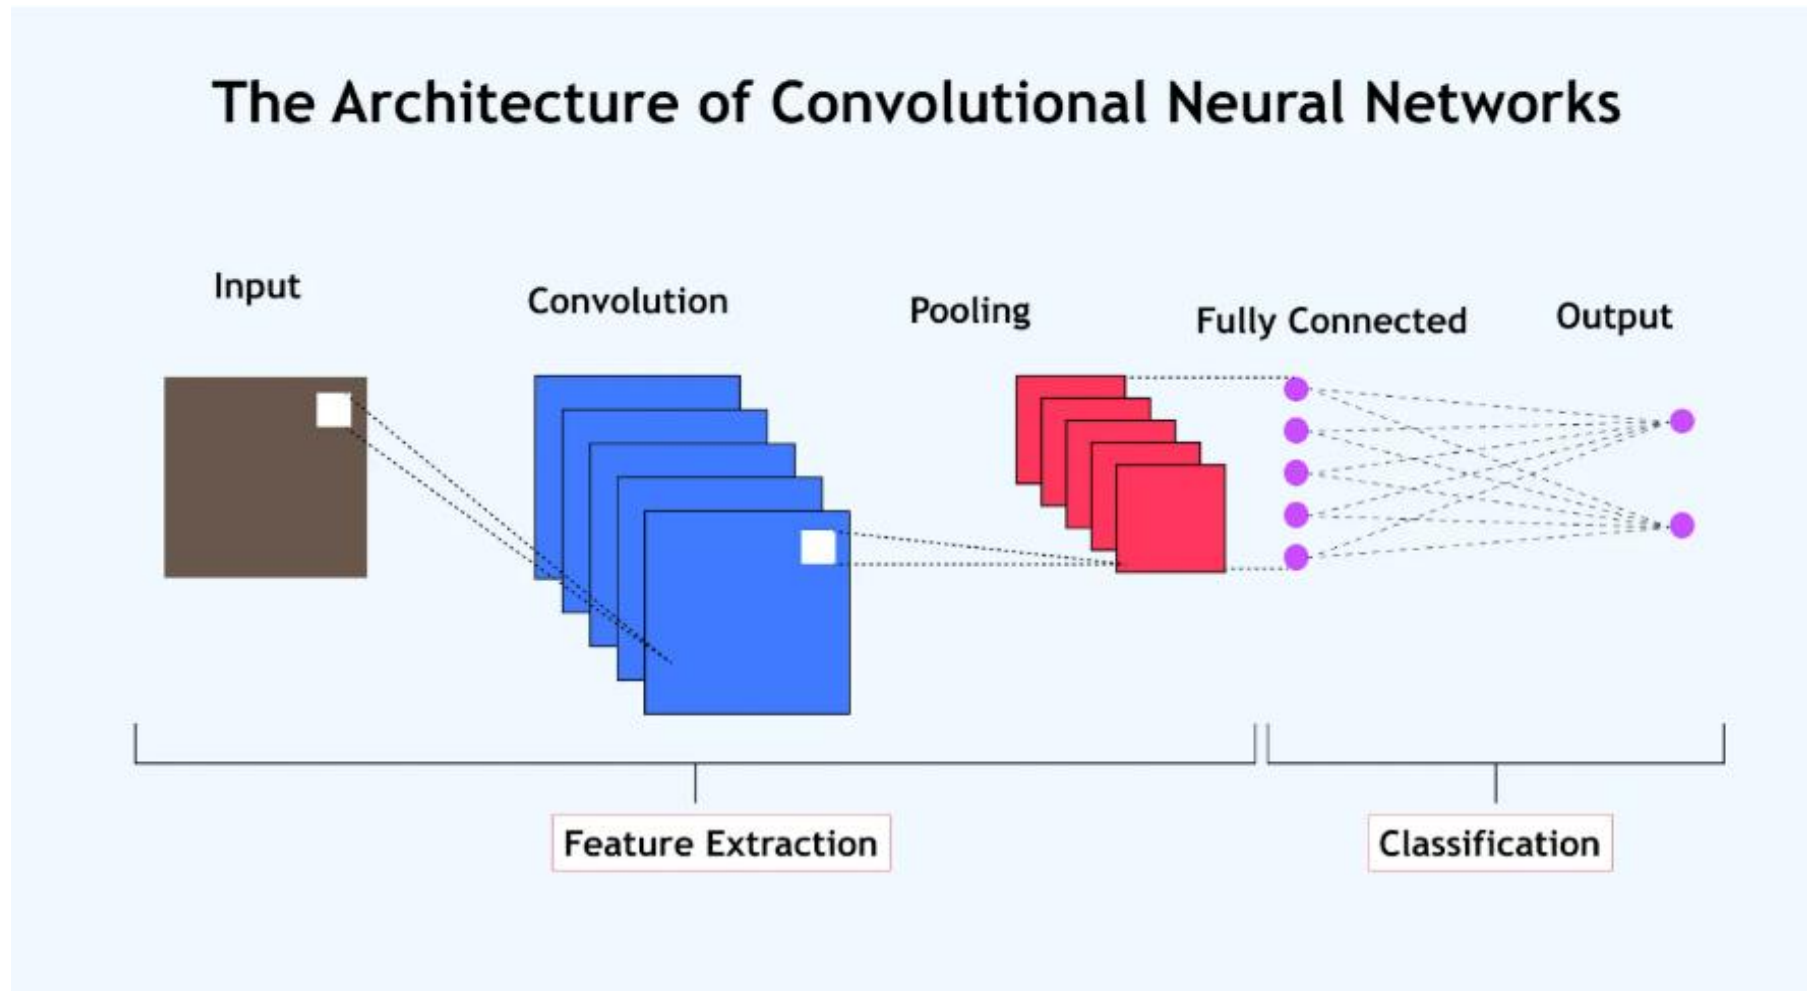 The Architecture of Convolutional Neural Networks
Input
Convolution
Pooling
Fully Connected
Output
Feature Extraction
Classification